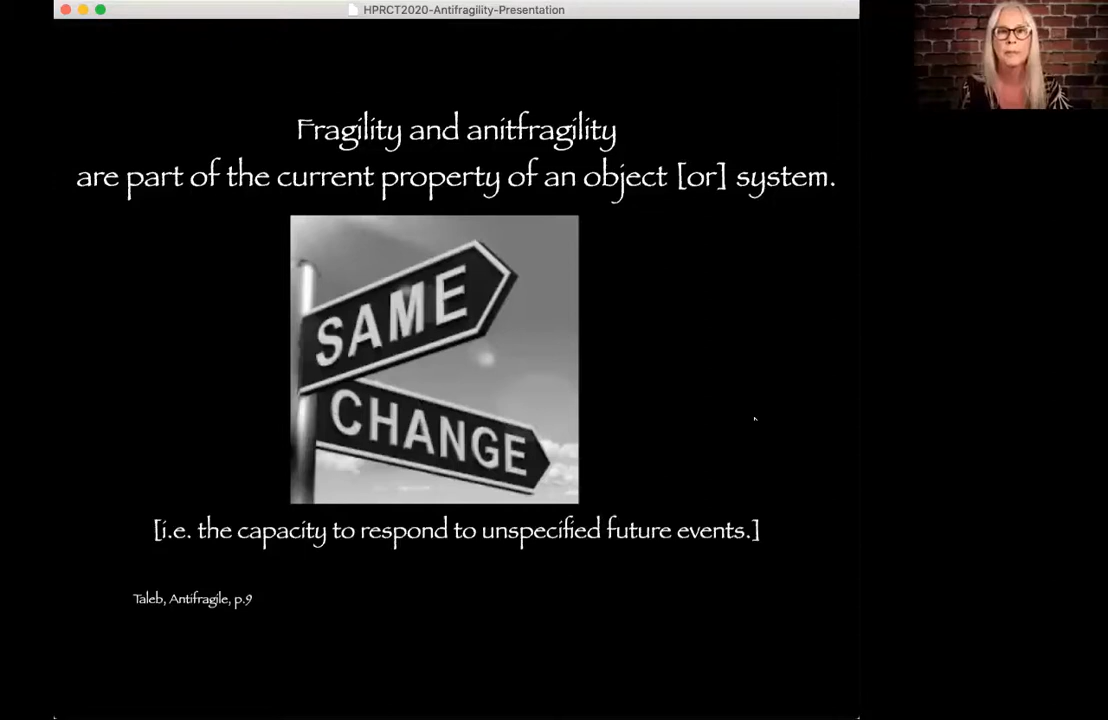 HPRCT2020-Antifragility-Presentation
Fragility and anitfragility
are part of the current property of an object [or] system.
SAME
CHANGE
[i.e. the capacity to respond to unspecified future events.]
Taleb, Antifragile, p.9